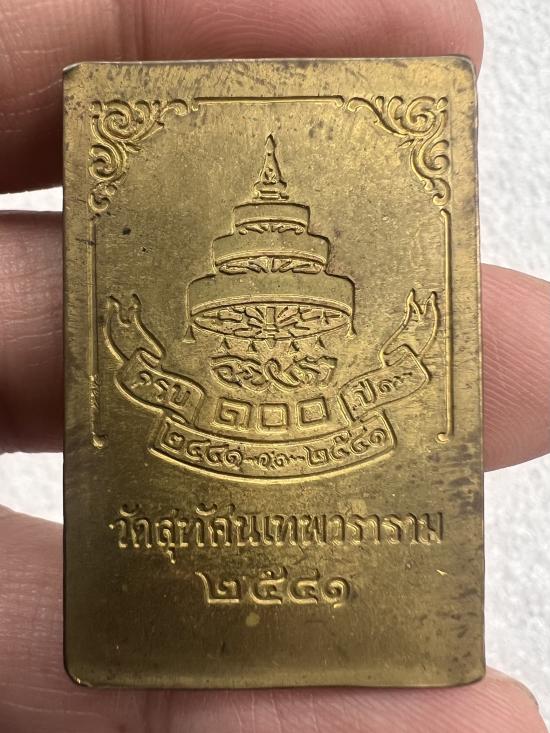 ครบ ๑๐๐ ปี
๒๔๔๑ ๒๕๔๑
วัดสุทัศนเทพวราราม
๒๕๔๑